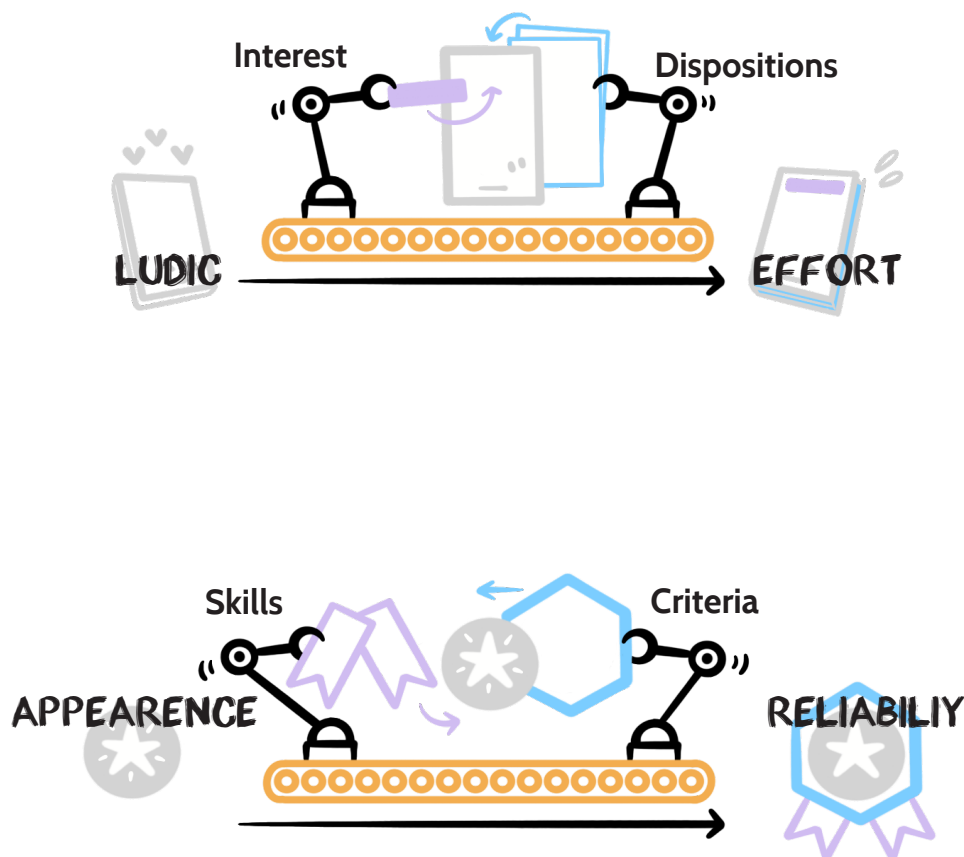 Interest
Dispositions
LUDIC
EFFORT
Skills
Criteria
APPEARENCE
RELIABILIY